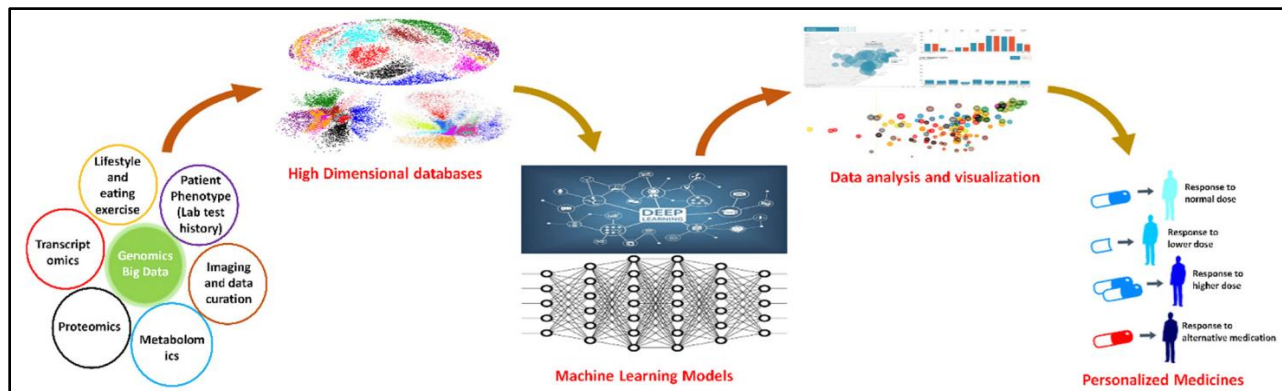 Lifestyle
and
eating
exercise
Patient
Phenotype
(Lab test
history)
Transcript
omics
Genomics
Big Data
Imaging
and data
curation
Proteomics
Metabolom
ics
High Dimensional databases
DEEP
LEARNING
Machine Learning Models
Data analysis and visualization
Response to
normal dose
Response to
lower dose
Response to
higher dose
Response to
alternative medication
Personalized Medicines